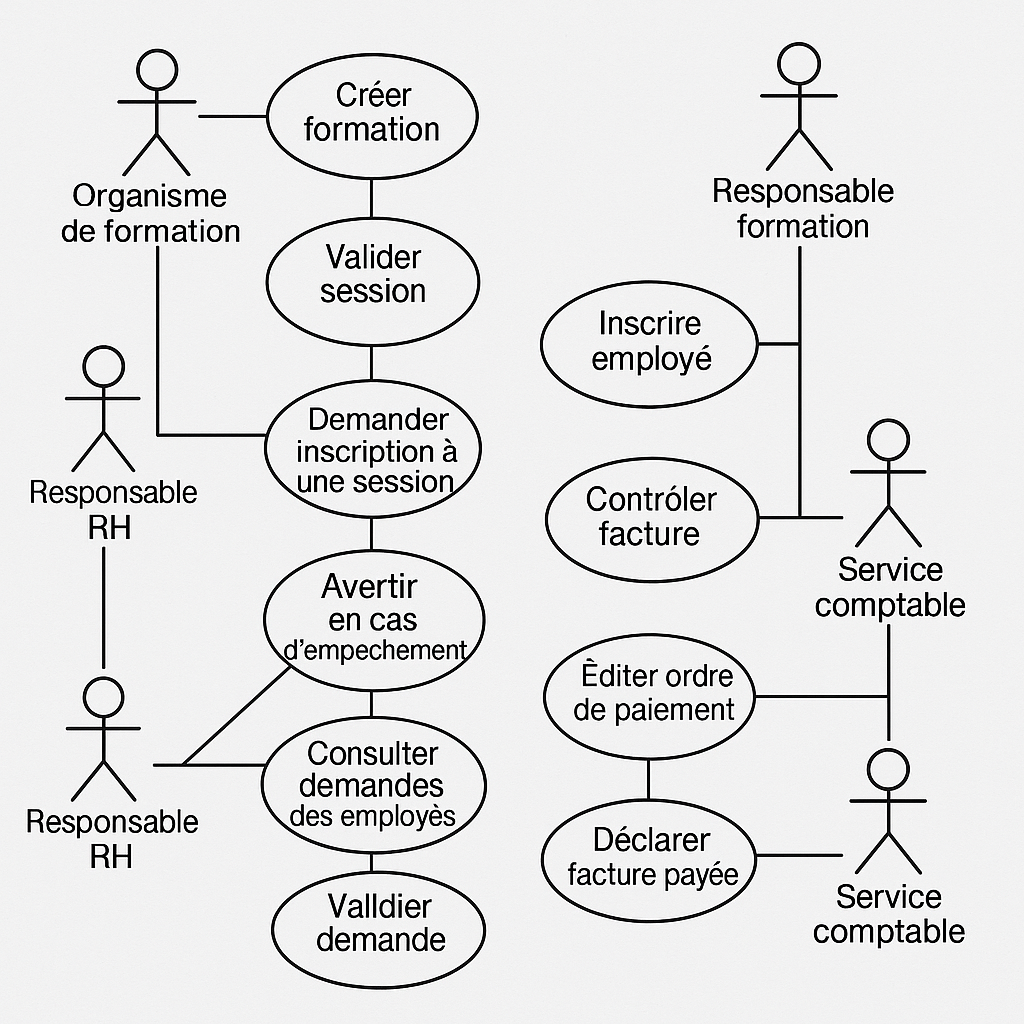 Créer
formation
Organisme
de formation
Valider
session
Demander
inscription à
une session
Responsable
RH
Avertir
en cas
d'empechement
Consulter
demandes
des employès
Responsable
RH
Valldier
demande
Responsable
formation
Inscrire
employé
Contróler
facture
Service
comptable
Èditer ordre
de paiement
Déclarer
facture payée
Service
comptable